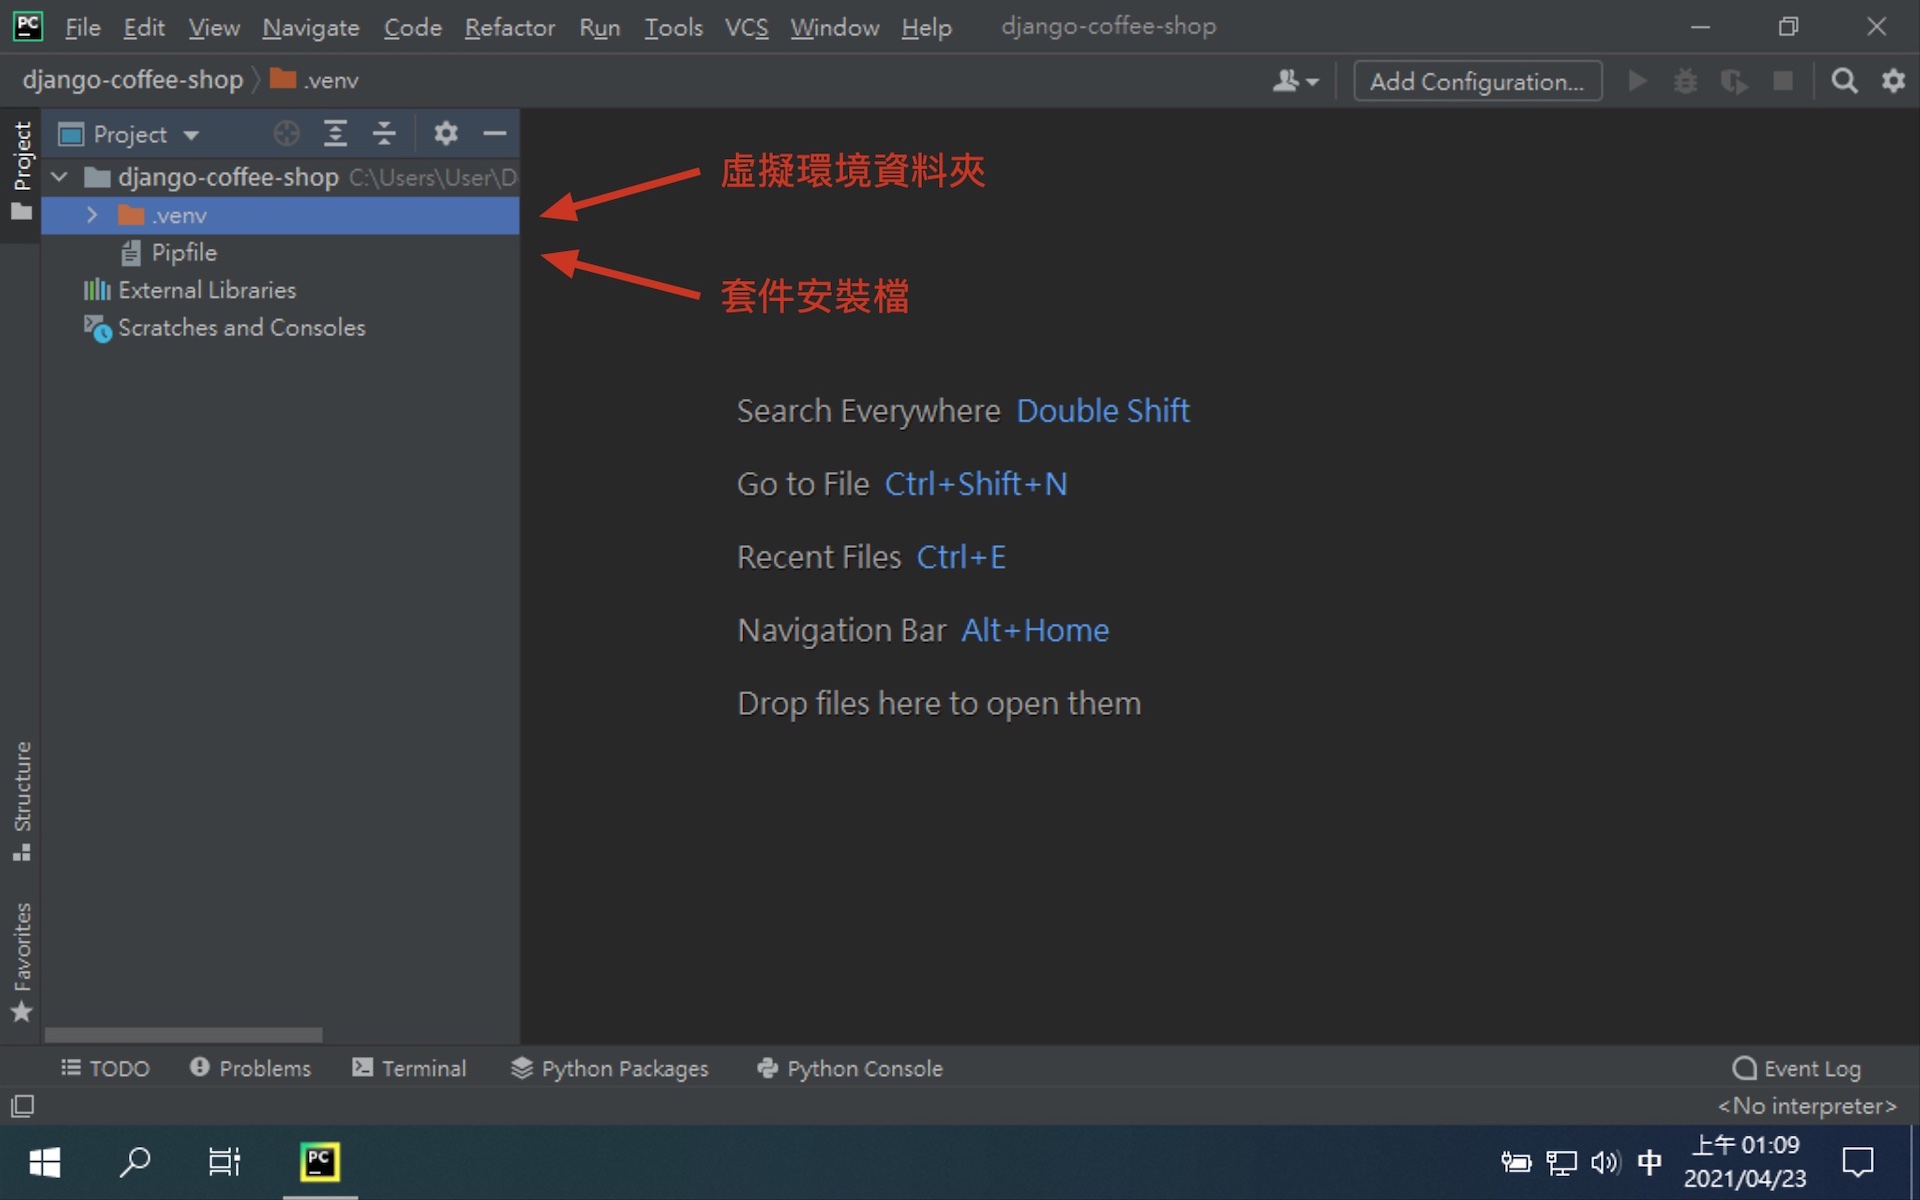 PC File Edit View Navigate Code Refactor Run Tools VCS Window Help django-coffee-shop
django-coffee-shop .venv Add Configuration...
Project
Project
django-coffee-shop C:\Users\User\D
.venv
Pipfile
External Libraries
Scratches and Consoles
虛擬環境資料夾
套件安裝檔
Search Everywhere Double Shift
Go to File Ctrl+Shift+N
Recent Files Ctrl+E
Navigation Bar Alt+Home
Drop files here to open them
Structure
Favorites
TODO Problems Terminal Python Packages Python Console Event Log
<No interpreter>
PC 中 上午 01:09
2021/04/23